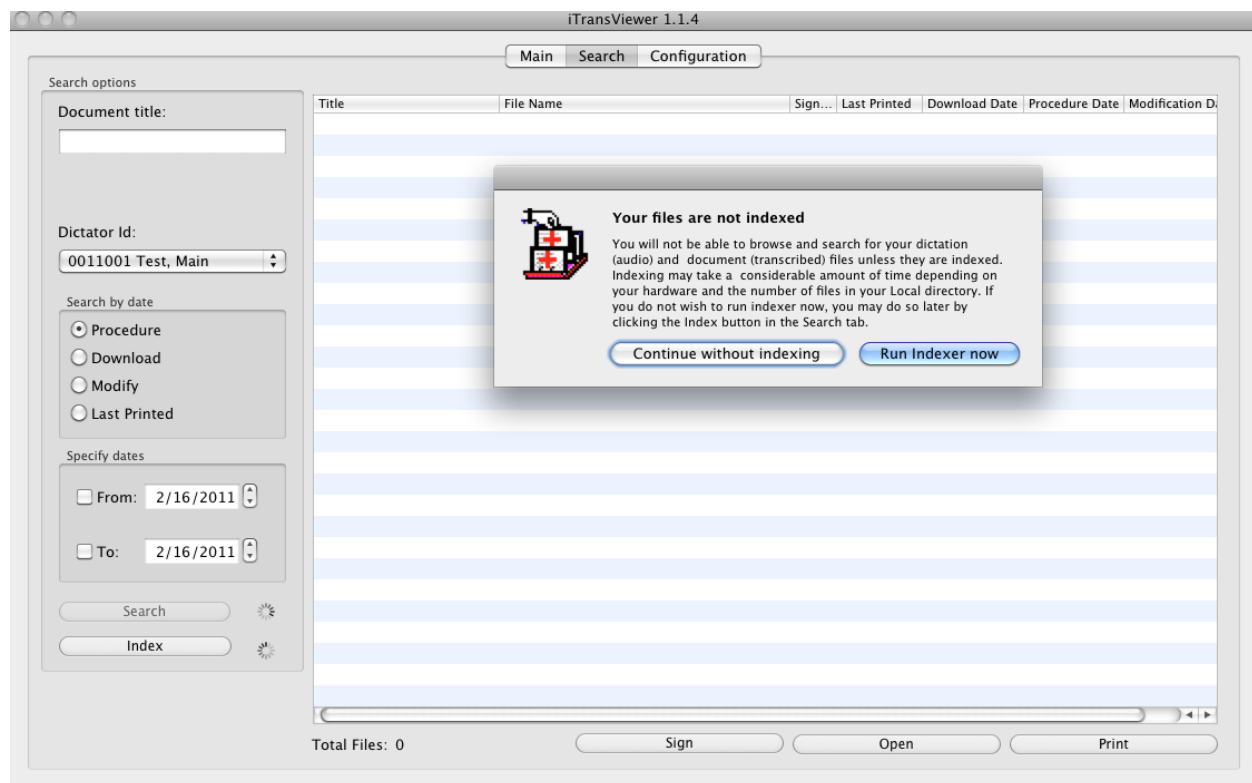 iTransViewer 1.1.4
Main Search Configuration
Search options
Document title:
Dictator Id:
0011001 Test, Main
Search by date
Procedure
Download
Modify
Last Printed
Specify dates
From: 2/16/2011
To: 2/16/2011
Search
Index
Title File Name Sign... Last Printed Download Date Procedure Date Modification Da
Your files are not indexed
You will not be able to browse and search for your dictation
(audio) and document (transcribed) files unless they are indexed.
Indexing may take a considerable amount of time depending on
your hardware and the number of files in your Local directory. If
you do not wish to run indexer now, you may do so later by
clicking the Index button in the Search tab.
Continue without indexing Run Indexer now
Total Files: 0 Sign Open Print